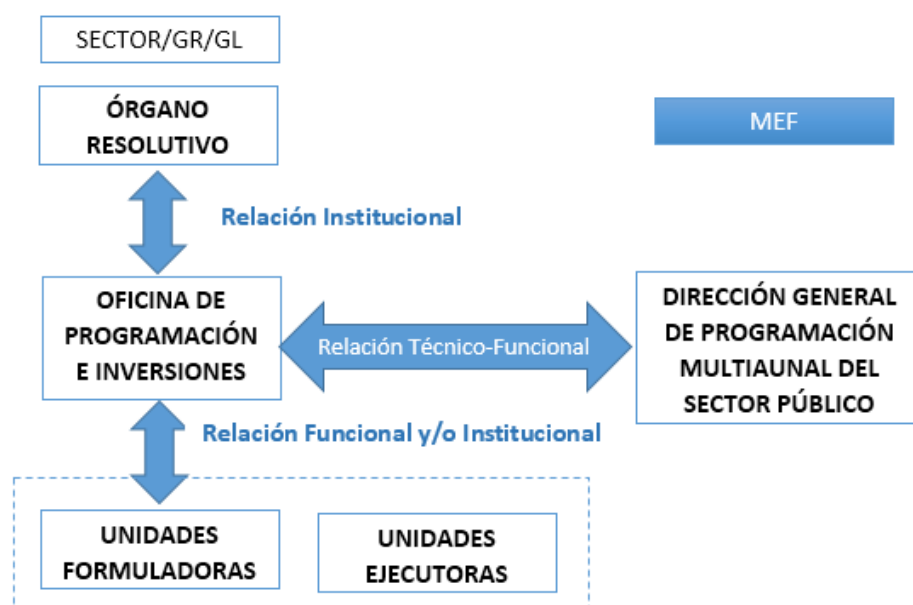 SECTOR/GR/GL
ÓRGANO
RESOLUTIVO
MEF
Relación Institucional
OFICINA DE
PROGRAMACIÓN
E INVERSIONES
Relación Técnico-Funcional
DIRECCIÓN GENERAL
DE PROGRAMACIÓN
MULTIAUNAL DEL
SECTOR PÚBLICO
Relación Funcional y/o Institucional
UNIDADES
FORMULADORAS
UNIDADES
EJECUTORAS